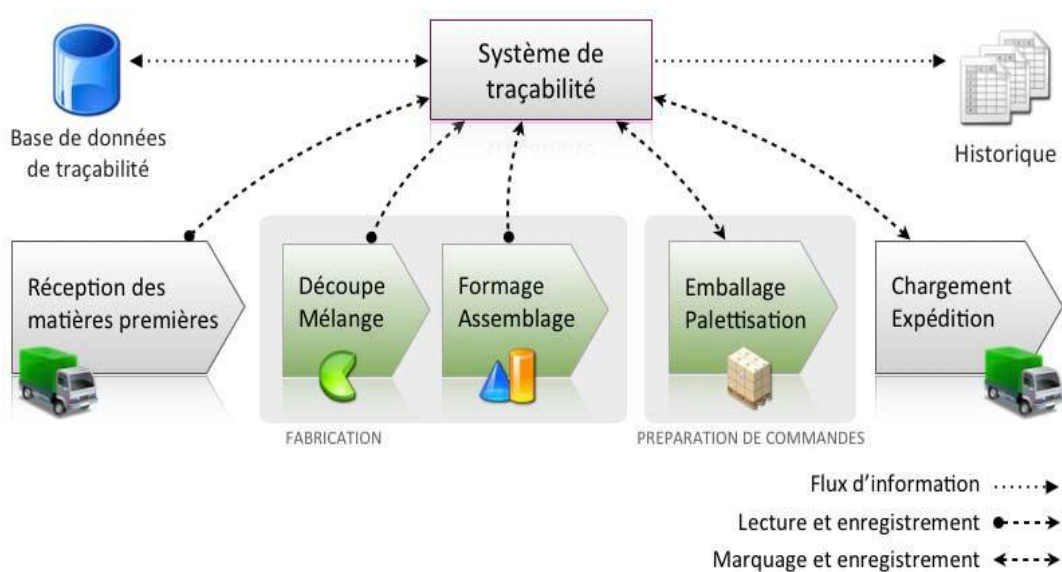 Système de
traçabilité
Base de données
de traçabilité
Historique
Réception des
matières premières
Découpe
Mélange
Formage
Assemblage
Emballage
Palettisation
Chargement
Expédition
FABRICATION
PREPARATION DE COMMANDES
Flux d'information
Lecture et enregistrement
Marquage et enregistrement